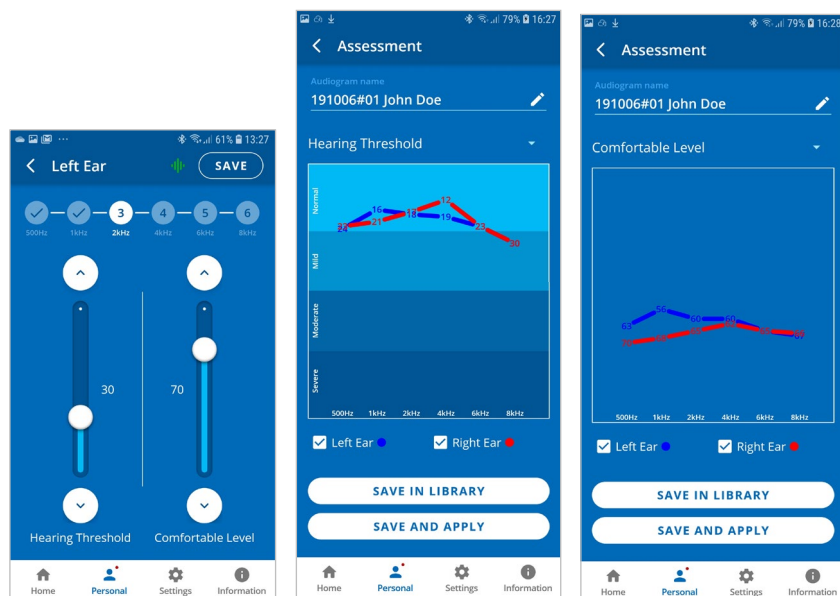 61% 13:27
Left Ear
SAVE
3 4 5 6
500Hz 1kHz 2kHz 4kHz 6kHz 8kHz
30 70
Hearing Threshold Comfortable Level
Home Personal Settings Information
79% 16:27
Assessment
Audiogram name
191006#01 John Doe
Hearing Threshold
Normal
Mild
Moderate
Severe
16 12
24 21 18 19 23 30
500Hz 1kHz 2kHz 4kHz 6kHz 8kHz
Left Ear Right Ear
SAVE IN LIBRARY
SAVE AND APPLY
Home Personal Settings Information
79% 16:28
Assessment
Audiogram name
191006#01 John Doe
Comfortable Level
63 56 60 60 67
500Hz 1kHz 2kHz 4kHz 6kHz 8kHz
Left Ear Right Ear
SAVE IN LIBRARY
SAVE AND APPLY
Home Personal Settings Information